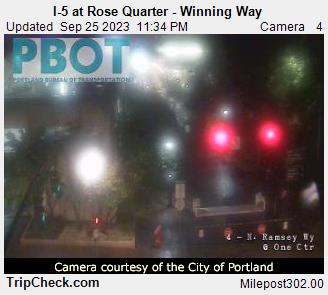 I-5 at Rose Quarter - Winning Way
Updated Sep 25 2023 11:34 PM Camera 4
PBOT
PORTLAND BUREAU OF TRANSPORTATION
4 - N. Ramsey Wy
@ One Ctr
Camera courtesy of the City of Portland
TripCheck.com Milepost302.00